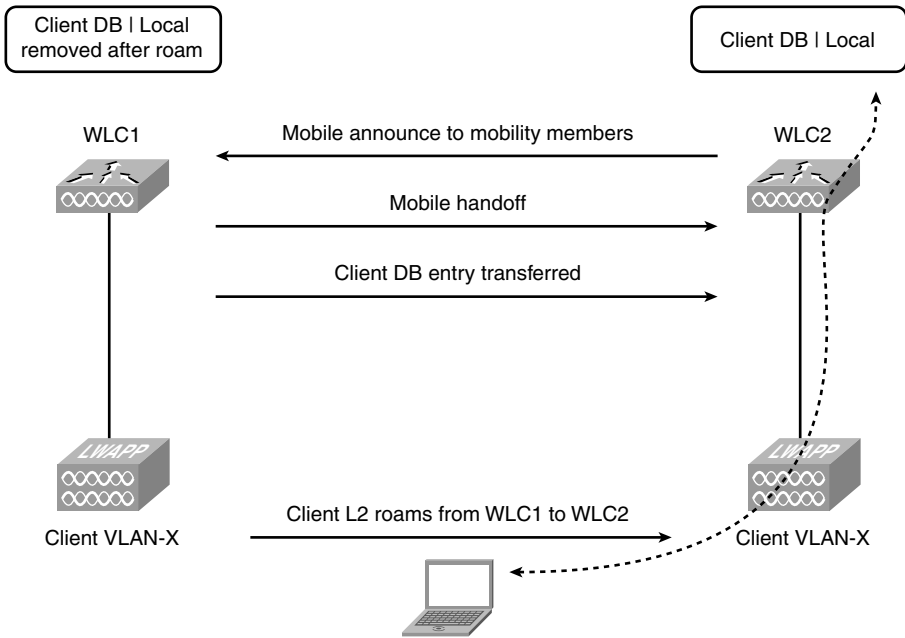 Client DB | Local
removed after roam
Client DB | Local
WLC1
Mobile announce to mobility members
WLC2
Mobile handoff
Client DB entry transferred
LWAPP
LWAPP
Client L2 roams from WLC1 to WLC2
Client VLAN-X
Client VLAN-X